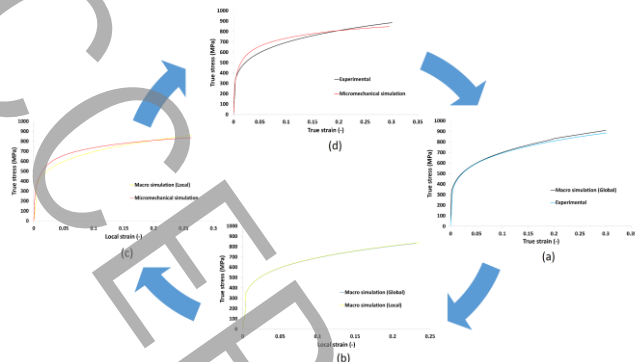 1000
900
800
700
600
500
400
300
200
100
0
True stress (MPa)
0 0.05 0.1 0.15 0.2 0.25 0.3
True strain (-)
Experimental
Micromechanical simulation
(d)
1000
900
800
700
600
500
400
300
200
100
0
True stress (MPa)
0 0.05 0.1 0.15 0.2 0.25 0.3
True strain (-)
Macro simulation (Global)
Experimental
(a)
1000
900
800
700
600
500
400
300
200
100
0
True stress (MPa)
0 0.05 0.1 0.15 0.2 0.25 0.3
Local strain (-)
Macro simulation (Local)
Micromechanical simulation
(c)
1000
900
800
700
600
500
400
300
200
100
0
True stress (MPa)
0 0.05 0.1 0.15 0.2 0.25
Local strain (-)
Macro simulation (Global)
Macro simulation (Local)
(b)